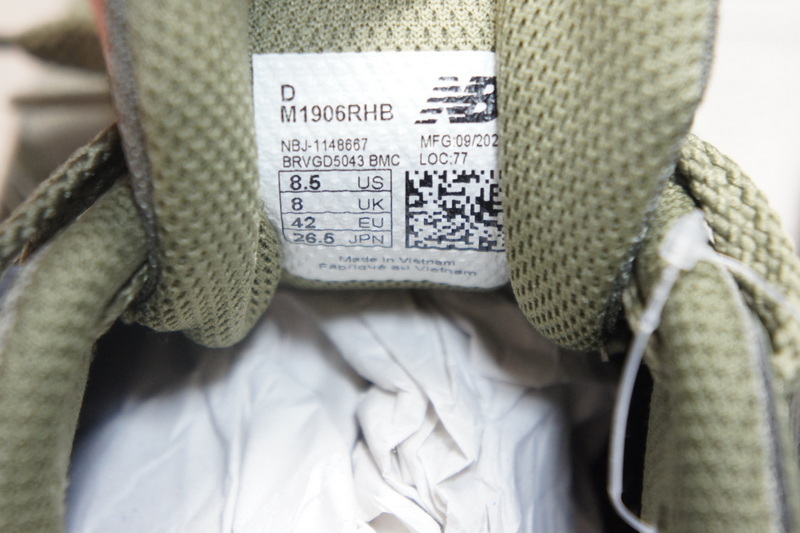 D
M1906RHB
NB
NBJ-1148667
BRVGD5043 BMC
MFG:09/202
LOC:77
8.5 US
8 UK
42 EU
26.5 JPN
Made in Vietnam
Fabriqué au Vietnam